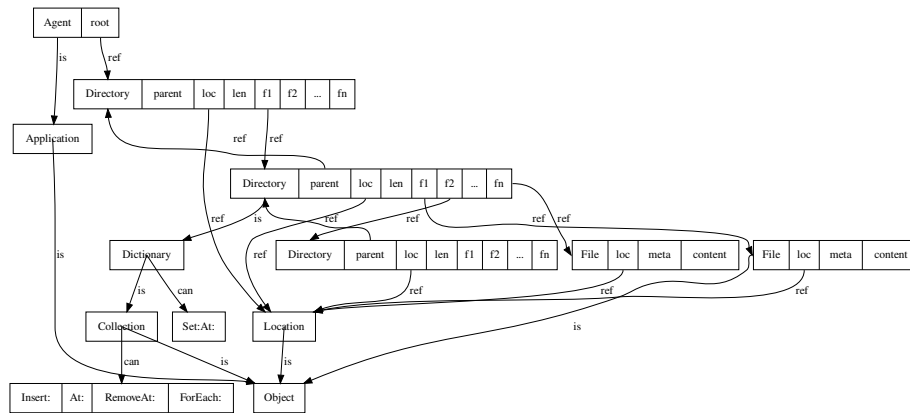 Agent root
is ref
Directory parent loc len f1 f2 ... fn
Application
ref ref
Directory parent loc len f1 f2 ... fn
ref is ref ref ref ref
is ref
Dictionary
Directory parent loc len f1 f2 ... fn
File loc meta content
File loc meta content
is can ref ref ref
Collection Set:At: Location
is
can is is
Insert: At: RemoveAt: ForEach:
Object